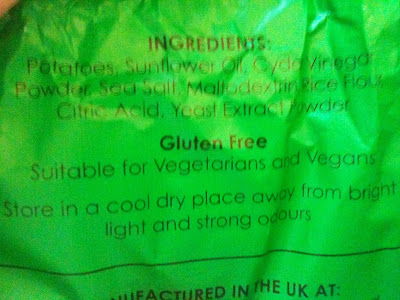 INGREDIENTS:
Potatoes, Sunflower Oil, Cyder Vinegar
Powder, Sea Salt, Maltodextrin, Rice Flour,
Citric Acid, Yeast Extract Powder
Gluten Free
Suitable for Vegetarians and Vegans
Store in a cool dry place away from bright
light and strong odours
MANUFACTURED IN THE UK AT: